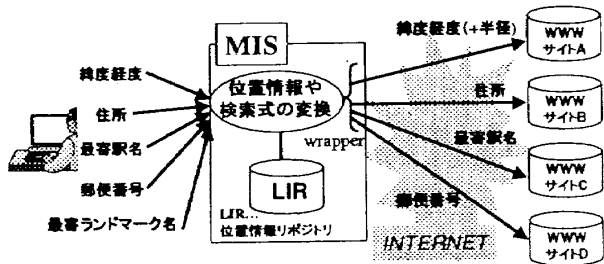 MIS
緯度経度
住所
最寄駅名
郵便番号
最寄ランドマーク名
位置情報や
検索式の変換
wrapper
LIR
LIR...
位置情報リポジトリ
緯度経度(+半径)
住所
最寄駅名
郵便番号
INTERNET
WWW
サイトA
WWW
サイトB
WWW
サイトC
WWW
サイトD